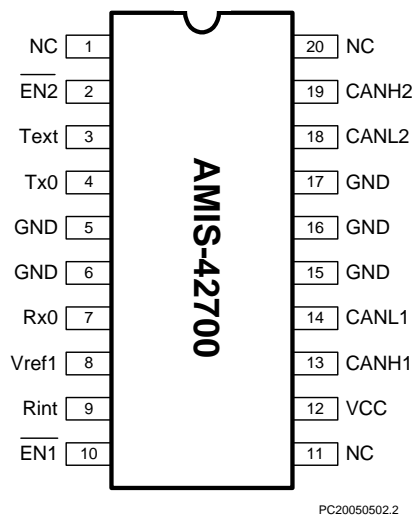 NC 1 20 NC
E̅N̅2̅ 2 19 CANH2
Text 3 18 CANL2
Tx0 4 17 GND
GND 5 16 GND
GND 6 15 GND
Rx0 7 14 CANL1
Vref1 8 13 CANH1
Rint 9 12 VCC
E̅N̅1̅ 10 11 NC
AMIS-42700
PC20050502.2